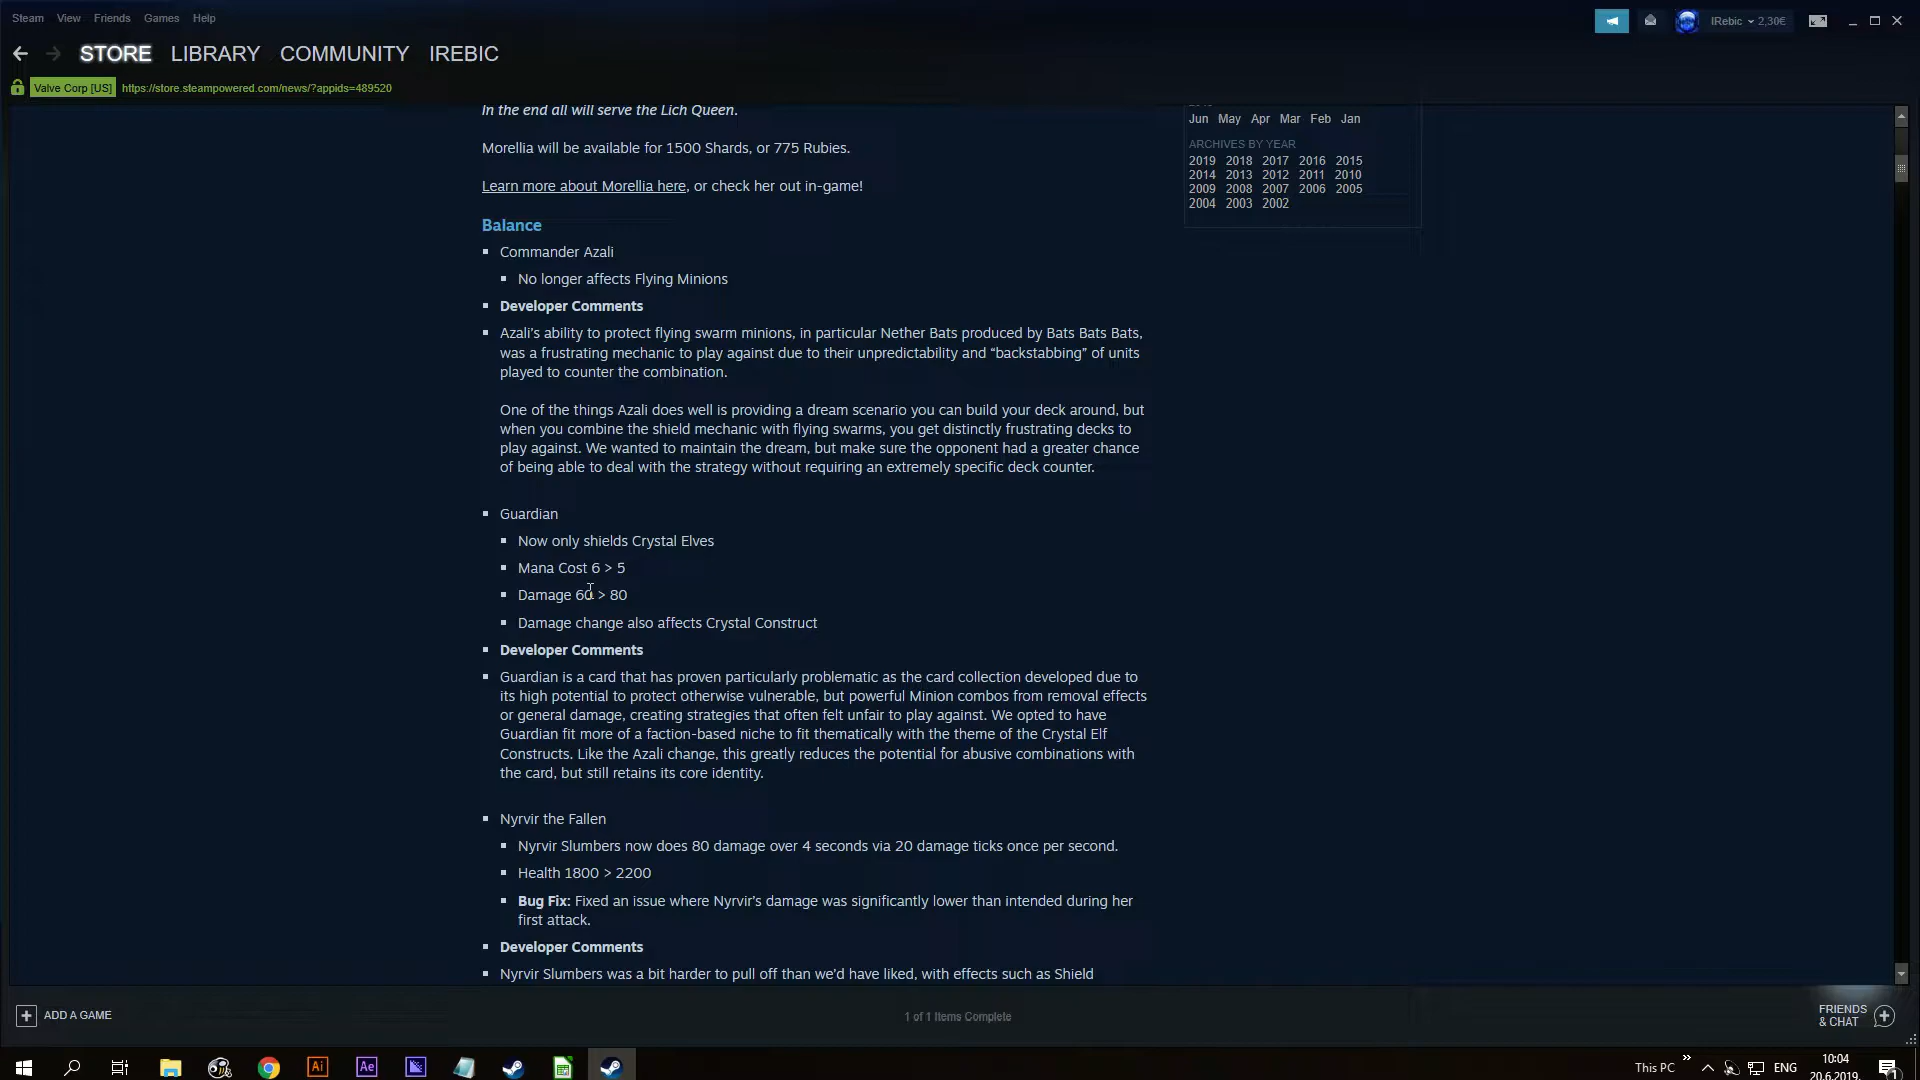 Steam View Friends Games Help
IRebic 2,30€
STORE LIBRARY COMMUNITY IREBIC
Valve Corp [US] https://store.steampowered.com/news/?appids=489520
In the end all will serve the Lich Queen.
Morellia will be available for 1500 Shards, or 775 Rubies.
Learn more about Morellia here, or check her out in-game!
Balance
Commander Azali
No longer affects Flying Minions
Developer Comments
Azali's ability to protect flying swarm minions, in particular Nether Bats produced by Bats Bats Bats,
was a frustrating mechanic to play against due to their unpredictability and “backstabbing” of units
played to counter the combination.
One of the things Azali does well is providing a dream scenario you can build your deck around, but
when you combine the shield mechanic with flying swarms, you get distinctly frustrating decks to
play against. We wanted to maintain the dream, but make sure the opponent had a greater chance
of being able to deal with the strategy without requiring an extremely specific deck counter.
Guardian
Now only shields Crystal Elves
Mana Cost 6 > 5
Damage 60 > 80
Damage change also affects Crystal Construct
Developer Comments
Guardian is a card that has proven particularly problematic as the card collection developed due to
its high potential to protect otherwise vulnerable, but powerful Minion combos from removal effects
or general damage, creating strategies that often felt unfair to play against. We opted to have
Guardian fit more of a faction-based niche to fit thematically with the theme of the Crystal Elf
Constructs. Like the Azali change, this greatly reduces the potential for abusive combinations with
the card, but still retains its core identity.
Nyrvir the Fallen
Nyrvir Slumbers now does 80 damage over 4 seconds via 20 damage ticks once per second.
Health 1800 > 2200
Bug Fix: Fixed an issue where Nyrvir's damage was significantly lower than intended during her
first attack.
Developer Comments
Nyrvir Slumbers was a bit harder to pull off than we'd have liked, with effects such as Shield
Jun May Apr Mar Feb Jan
ARCHIVES BY YEAR
2019 2018 2017 2016 2015
2014 2013 2012 2011 2010
2009 2008 2007 2006 2005
2004 2003 2002
ADD A GAME
1 of 1 Items Complete
FRIENDS
& CHAT
Ai Ae
This PC
ENG
10:04
20.6.2019.
1